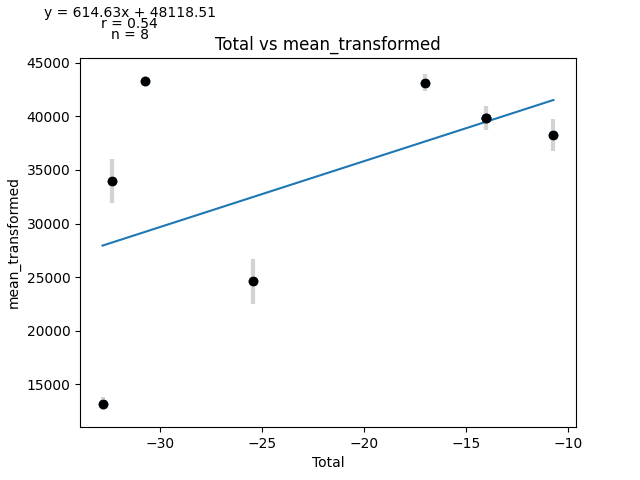 y = 614.63x + 48118.51
r = 0.54
n = 8
Total vs mean_transformed
45000
40000
35000
30000
25000
20000
15000
mean_transformed
−30
−25
−20
−15
−10
Total